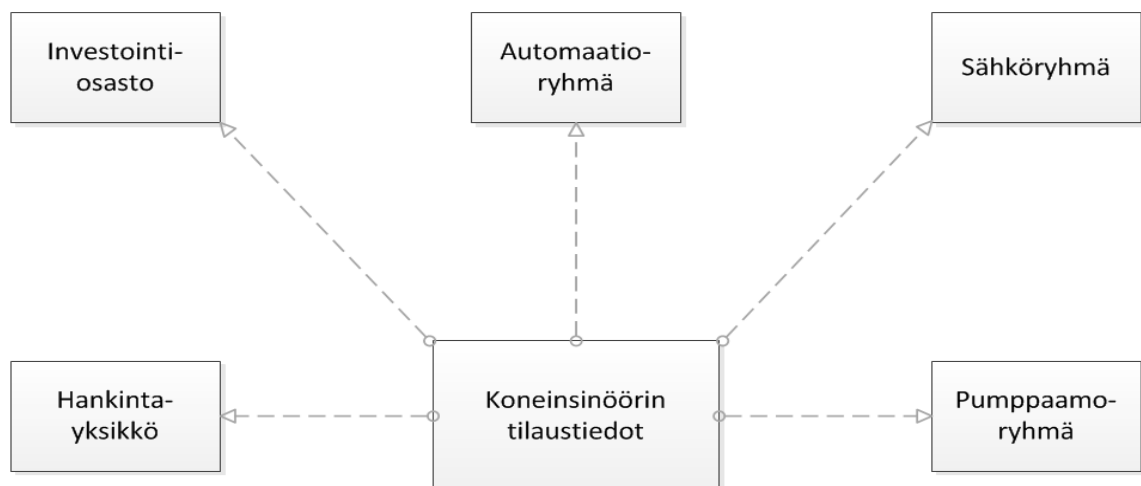 Investointi-
osasto
Automaatio-
ryhmä
Sähköryhmä
Hankinta-
yksikkö
Koneinsinöörin
tilaustiedot
Pumppaamo-
ryhmä